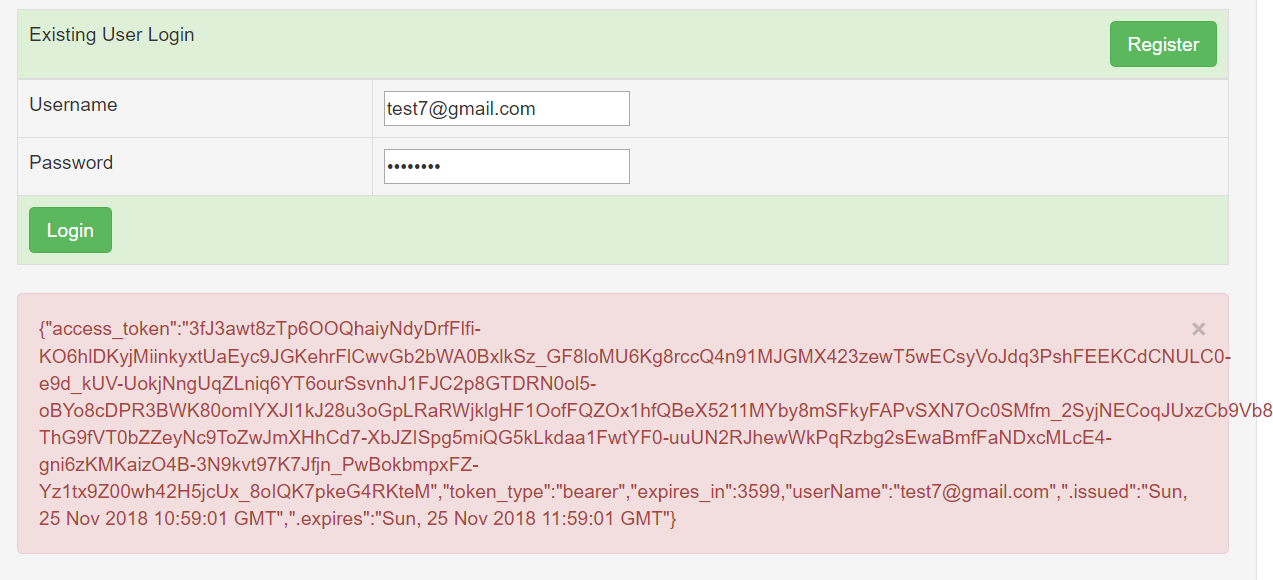 Existing User Login
Register
Username
test7@gmail.com
Password
••••••••
Login
{"access_token":"3fJ3awt8zTp6OOQhaiyNdyDrfFlfi-
×
KO6hlDKyjMiinkyxtUaEyc9JGKehrFlCwvGb2bWA0BxlkSz_GF8loMU6Kg8rccQ4n91MJGMX423zewT5wECsyVoJdq3PshFEEKCdCNULC0-
e9d_kUV-UokjNngUqZLniq6YT6ourSsvnhJ1FJC2p8GTDRN0ol5-
oBYo8cDPR3BWK80omIYXJI1kJ28u3oGpLRaRWjklgHF1OofFQZOx1hfQBeX5211MYby8mSFkyFAPvSXN7Oc0SMfm_2SyjNECoqJUxzCb9Vb8
ThG9fVT0bZZeyNc9ToZwJmXHhCd7-XbJZISpg5miQG5kLkdaa1FwtYF0-uuUN2RJhewWkPqRzbg2sEwaBmfFaNDxcMLcE4-
gni6zKMKaizO4B-3N9kvt97K7Jfjn_PwBokbmpxFZ-
Yz1tx9Z00wh42H5jcUx_8oIQK7pkeG4RKteM","token_type":"bearer","expires_in":3599,"userName":"test7@gmail.com",".issued":"Sun,
25 Nov 2018 10:59:01 GMT",".expires":"Sun, 25 Nov 2018 11:59:01 GMT"}